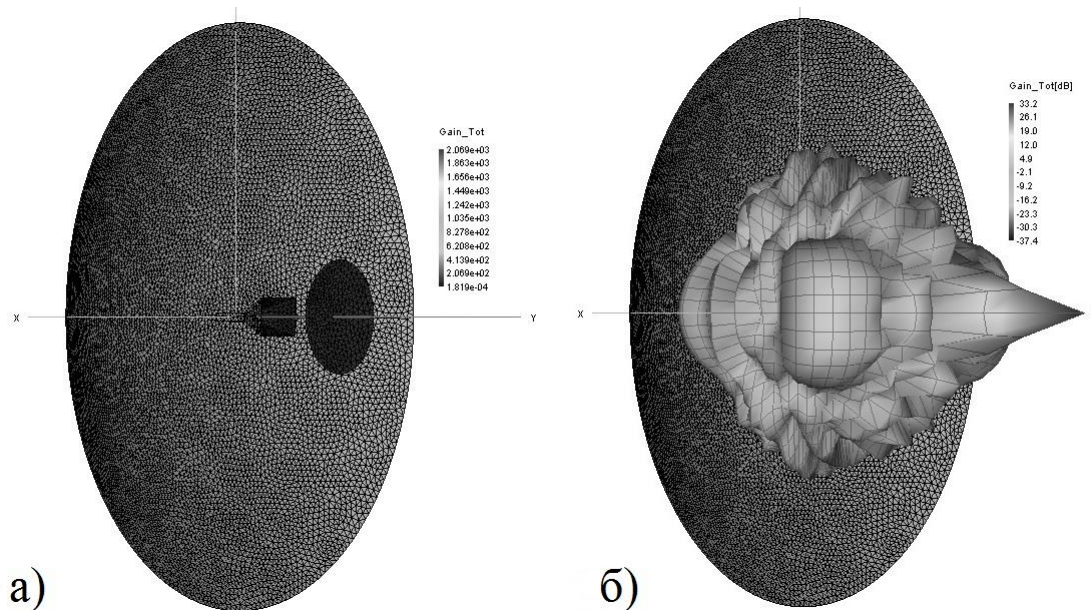 Gain_Tot
2.069e+03
1.863e+03
1.656e+03
1.449e+03
1.242e+03
1.035e+03
8.278e+02
6.208e+02
4.139e+02
2.069e+02
1.819e-04
X
Y
а)
Gain_Tot[dB]
33.2
26.1
19.0
12.0
4.9
-2.1
-9.2
-16.2
-23.3
-30.3
-37.4
X
б)